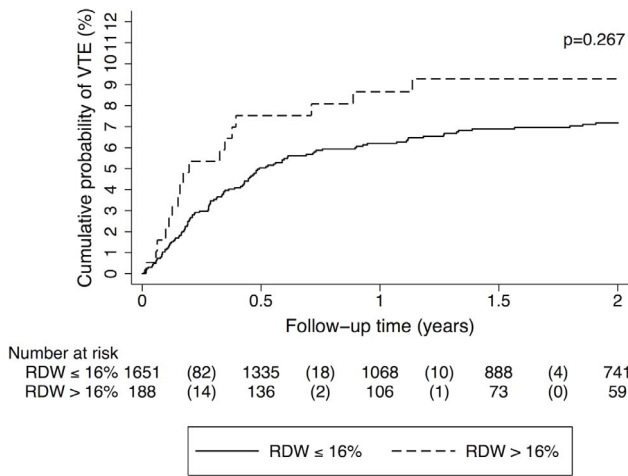 Cumulative probability of VTE (%)
12
11
10
9
8
7
6
5
4
3
2
1
0
p=0.267
0 0.5 1 1.5 2
Follow−up time (years)
Number at risk
RDW ≤ 16% 1651 (82) 1335 (18) 1068 (10) 888 (4) 741
RDW > 16% 188 (14) 136 (2) 106 (1) 73 (0) 59
RDW ≤ 16% RDW > 16%